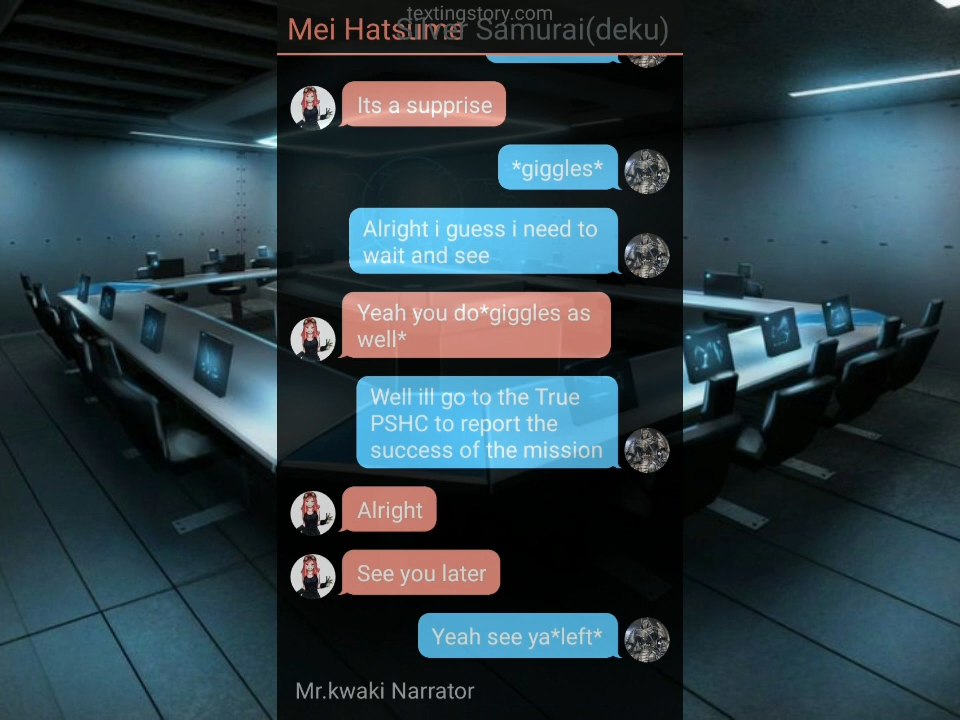 textingstory.com
Mei Hatsume
Silver Samurai(deku)
Its a supprise
*giggles*
Alright i guess i need to
wait and see
Yeah you do*giggles as
well*
Well ill go to the True
PSHC to report the
success of the mission
Alright
See you later
Yeah see ya*left*
Mr.kwaki Narrator